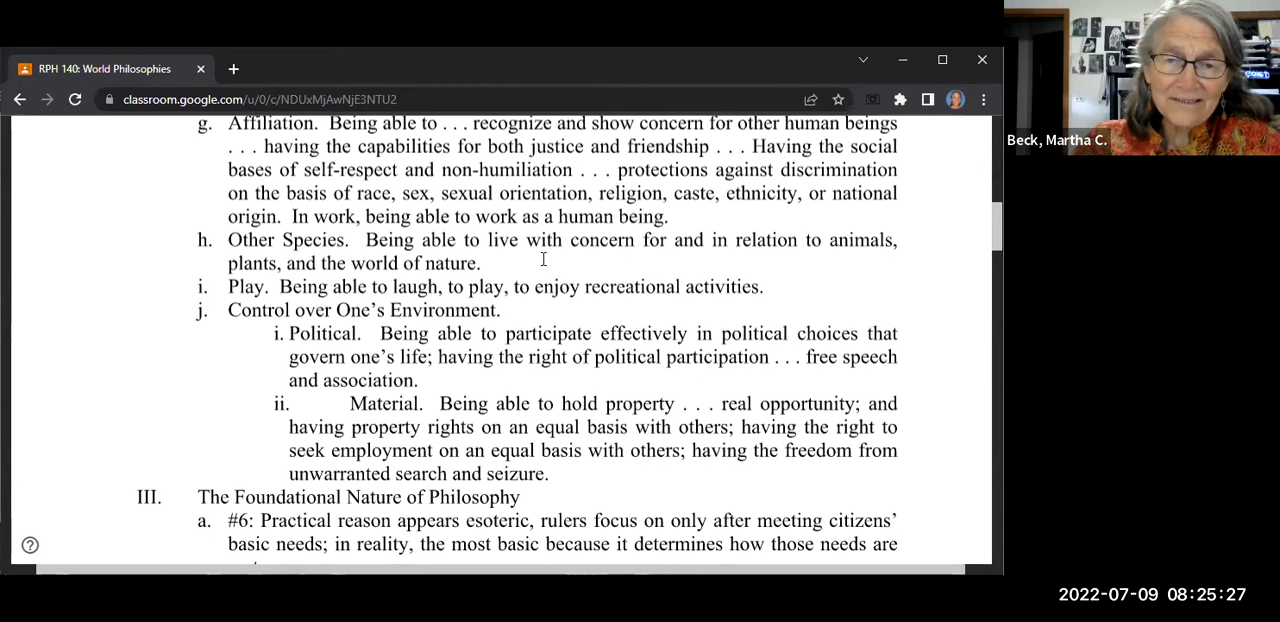 RPH 140: World Philosophies
classroom.google.com/u/0/c/NDUxMjAwNjE3NTU2
g. Affiliation. Being able to . . . recognize and show concern for other human beings
. . . having the capabilities for both justice and friendship . . . Having the social
bases of self-respect and non-humiliation . . . protections against discrimination
on the basis of race, sex, sexual orientation, religion, caste, ethnicity, or national
origin. In work, being able to work as a human being.
h. Other Species. Being able to live with concern for and in relation to animals,
plants, and the world of nature.
i. Play. Being able to laugh, to play, to enjoy recreational activities.
j. Control over One’s Environment.
i. Political. Being able to participate effectively in political choices that
govern one’s life; having the right of political participation . . . free speech
and association.
ii. Material. Being able to hold property . . . real opportunity; and
having property rights on an equal basis with others; having the right to
seek employment on an equal basis with others; having the freedom from
unwarranted search and seizure.
III. The Foundational Nature of Philosophy
a. #6: Practical reason appears esoteric, rulers focus on only after meeting citizens’
basic needs; in reality, the most basic because it determines how those needs are
Beck, Martha C.
2022-07-09 08:25:27